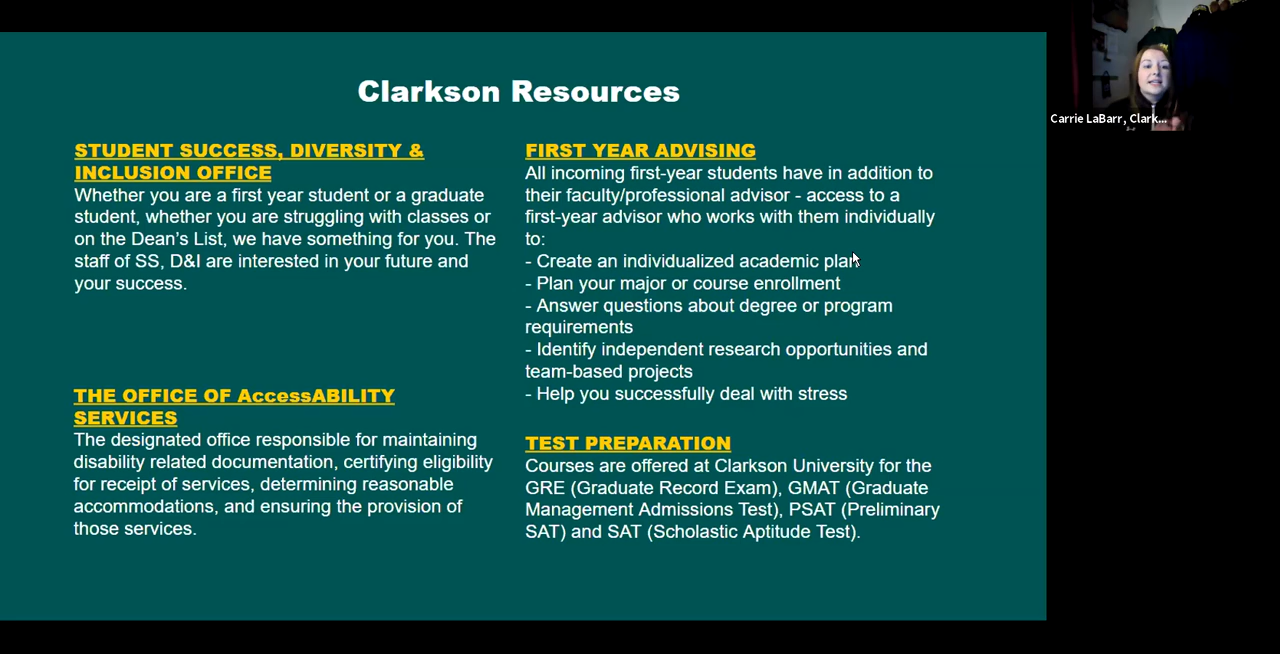 Clarkson Resources
STUDENT SUCCESS, DIVERSITY &
INCLUSION OFFICE
Whether you are a first year student or a graduate
student, whether you are struggling with classes or
on the Dean's List, we have something for you. The
staff of SS, D&I are interested in your future and
your success.
THE OFFICE OF AccessABILITY
SERVICES
The designated office responsible for maintaining
disability related documentation, certifying eligibility
for receipt of services, determining reasonable
accommodations, and ensuring the provision of
those services.
FIRST YEAR ADVISING
All incoming first-year students have in addition to
their faculty/professional advisor - access to a
first-year advisor who works with them individually
to:
- Create an individualized academic plan
- Plan your major or course enrollment
- Answer questions about degree or program
requirements
- Identify independent research opportunities and
team-based projects
- Help you successfully deal with stress
TEST PREPARATION
Courses are offered at Clarkson University for the
GRE (Graduate Record Exam), GMAT (Graduate
Management Admissions Test), PSAT (Preliminary
SAT) and SAT (Scholastic Aptitude Test).
Carrie LaBarr, Clark...